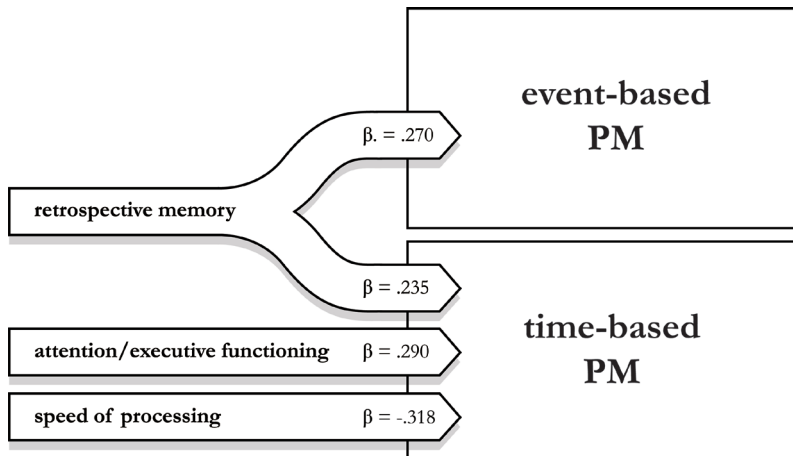 event-based
PM
β. = .270
retrospective memory
β = .235
time-based
PM
attention/executive functioning
β = .290
speed of processing
β = -.318